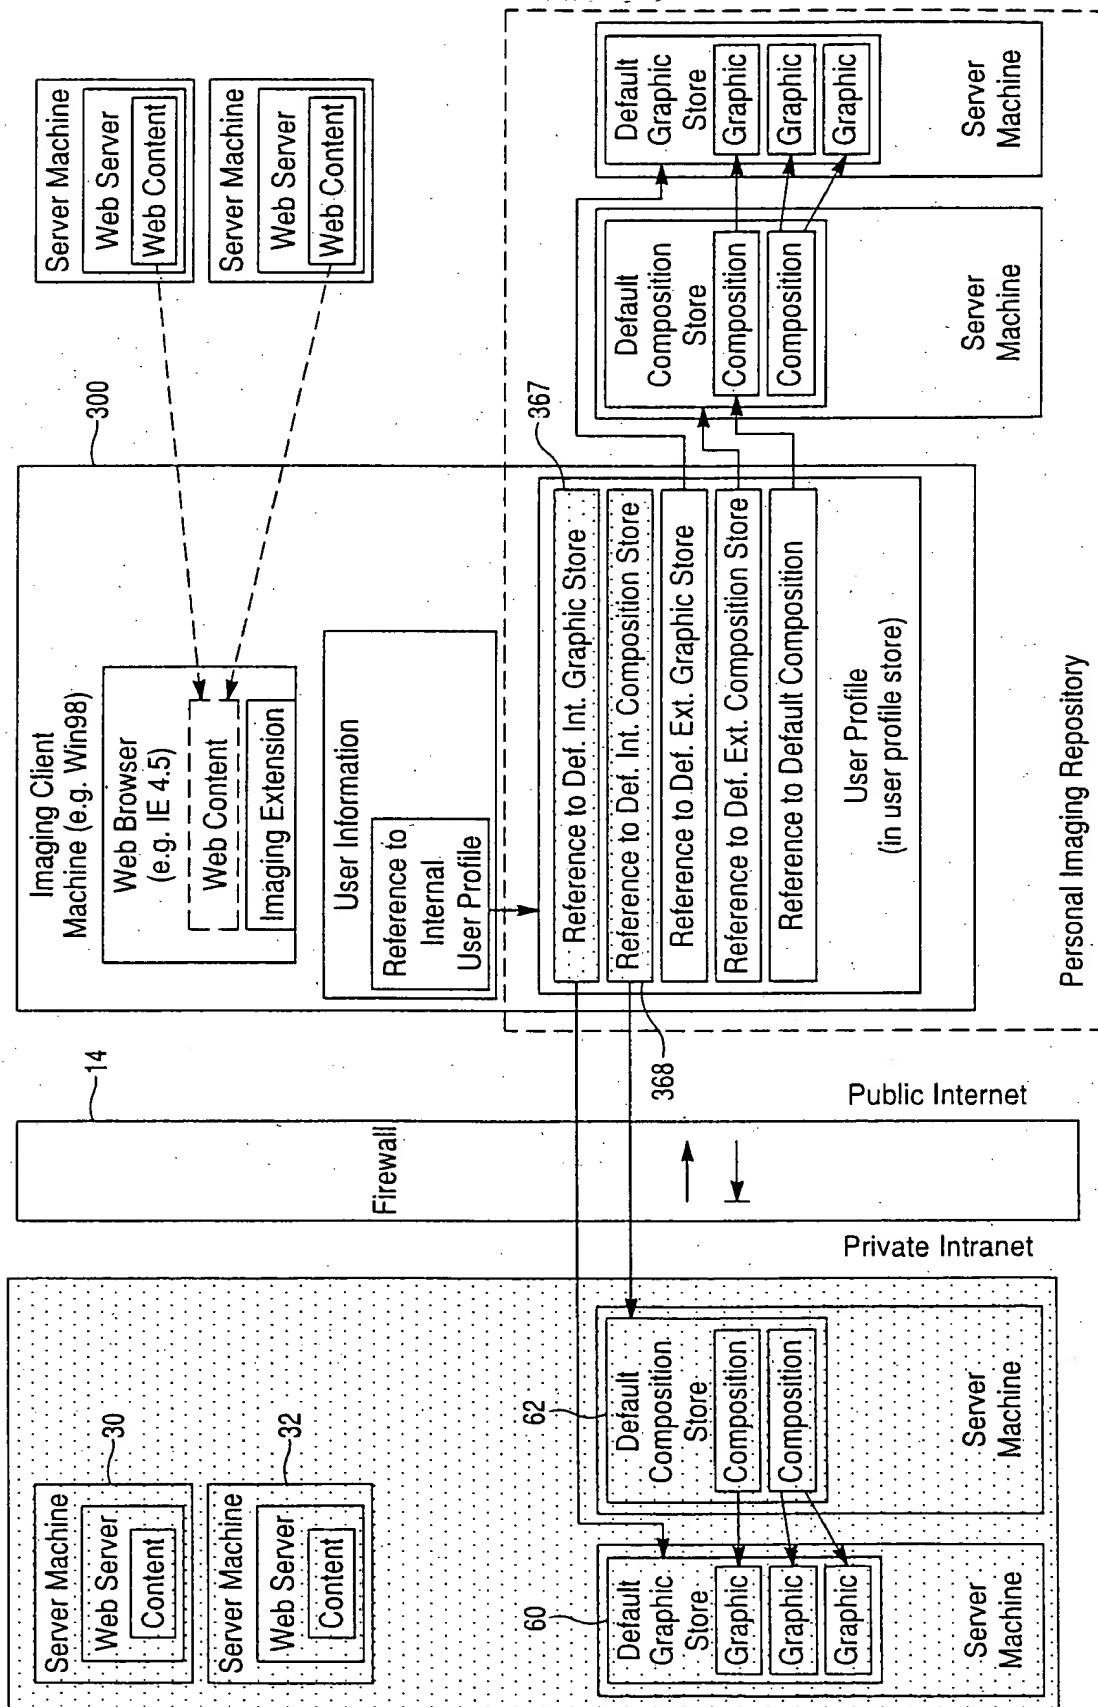 Server Machine
Web Server
Content
30
Server Machine
Web Server
Content
32
Default
Graphic
Store
Graphic
Graphic
Graphic
60
Server
Machine
Default
Composition
Store
Composition
Composition
62
Server
Machine
Private Intranet
Firewall
14
Public Internet
Imaging Client
Machine (e.g. Win98)
300
Web Browser
(e.g. IE 4.5)
Web Content
Imaging Extension
User Information
Reference to
Internal
User Profile
Reference to Def. Int. Graphic Store
367
Reference to Def. Int. Composition Store
368
Reference to Def. Ext. Graphic Store
Reference to Def. Ext. Composition Store
Reference to Default Composition
User Profile
(in user profile store)
Personal Imaging Repository
Server Machine
Web Server
Web Content
Server Machine
Web Server
Web Content
Default
Composition
Store
Composition
Composition
Server
Machine
Default
Graphic
Store
Graphic
Graphic
Graphic
Server
Machine